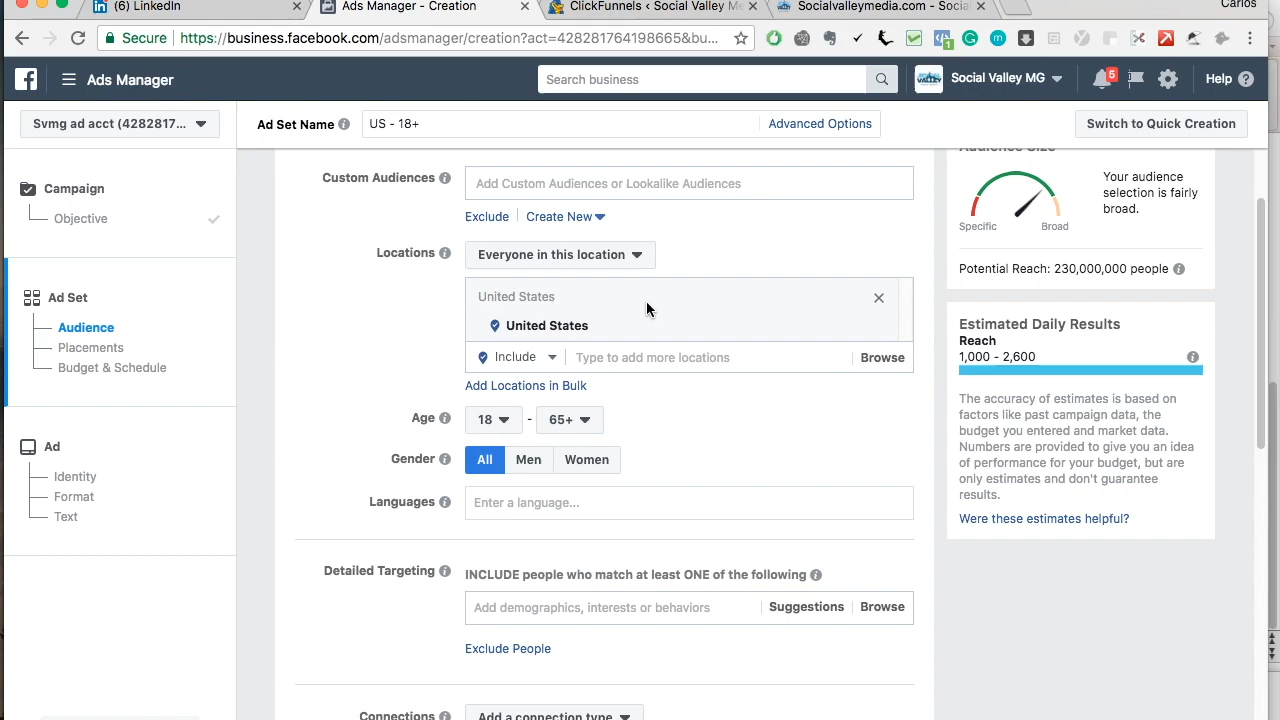 (6) LinkedIn
Ads Manager - Creation
ClickFunnels ‹ Social Valley Me
Socialvalleymedia.com - Social
Carlos
Secure
https://business.facebook.com/adsmanager/creation?act=428281764198665&bu...
1
Ads Manager
Search business
Social Valley MG
5
Help
Svmg ad acct (4282817...
Ad Set Name
US - 18+
Advanced Options
Switch to Quick Creation
Campaign
Objective
Ad Set
Audience
Placements
Budget & Schedule
Ad
Identity
Format
Text
Custom Audiences
Add Custom Audiences or Lookalike Audiences
Exclude
Create New
Locations
Everyone in this location
United States
United States
Include
Type to add more locations
Browse
Add Locations in Bulk
Age
18
-
65+
Gender
All
Men
Women
Languages
Enter a language...
Detailed Targeting
INCLUDE people who match at least ONE of the following
Add demographics, interests or behaviors
Suggestions
Browse
Exclude People
Connections
Add a connection type
Audience Size
Your audience
selection is fairly
broad.
Specific
Broad
Potential Reach: 230,000,000 people
Estimated Daily Results
Reach
1,000 - 2,600
The accuracy of estimates is based on
factors like past campaign data, the
budget you entered and market data.
Numbers are provided to give you an idea
of performance for your budget, but are
only estimates and don't guarantee
results.
Were these estimates helpful?